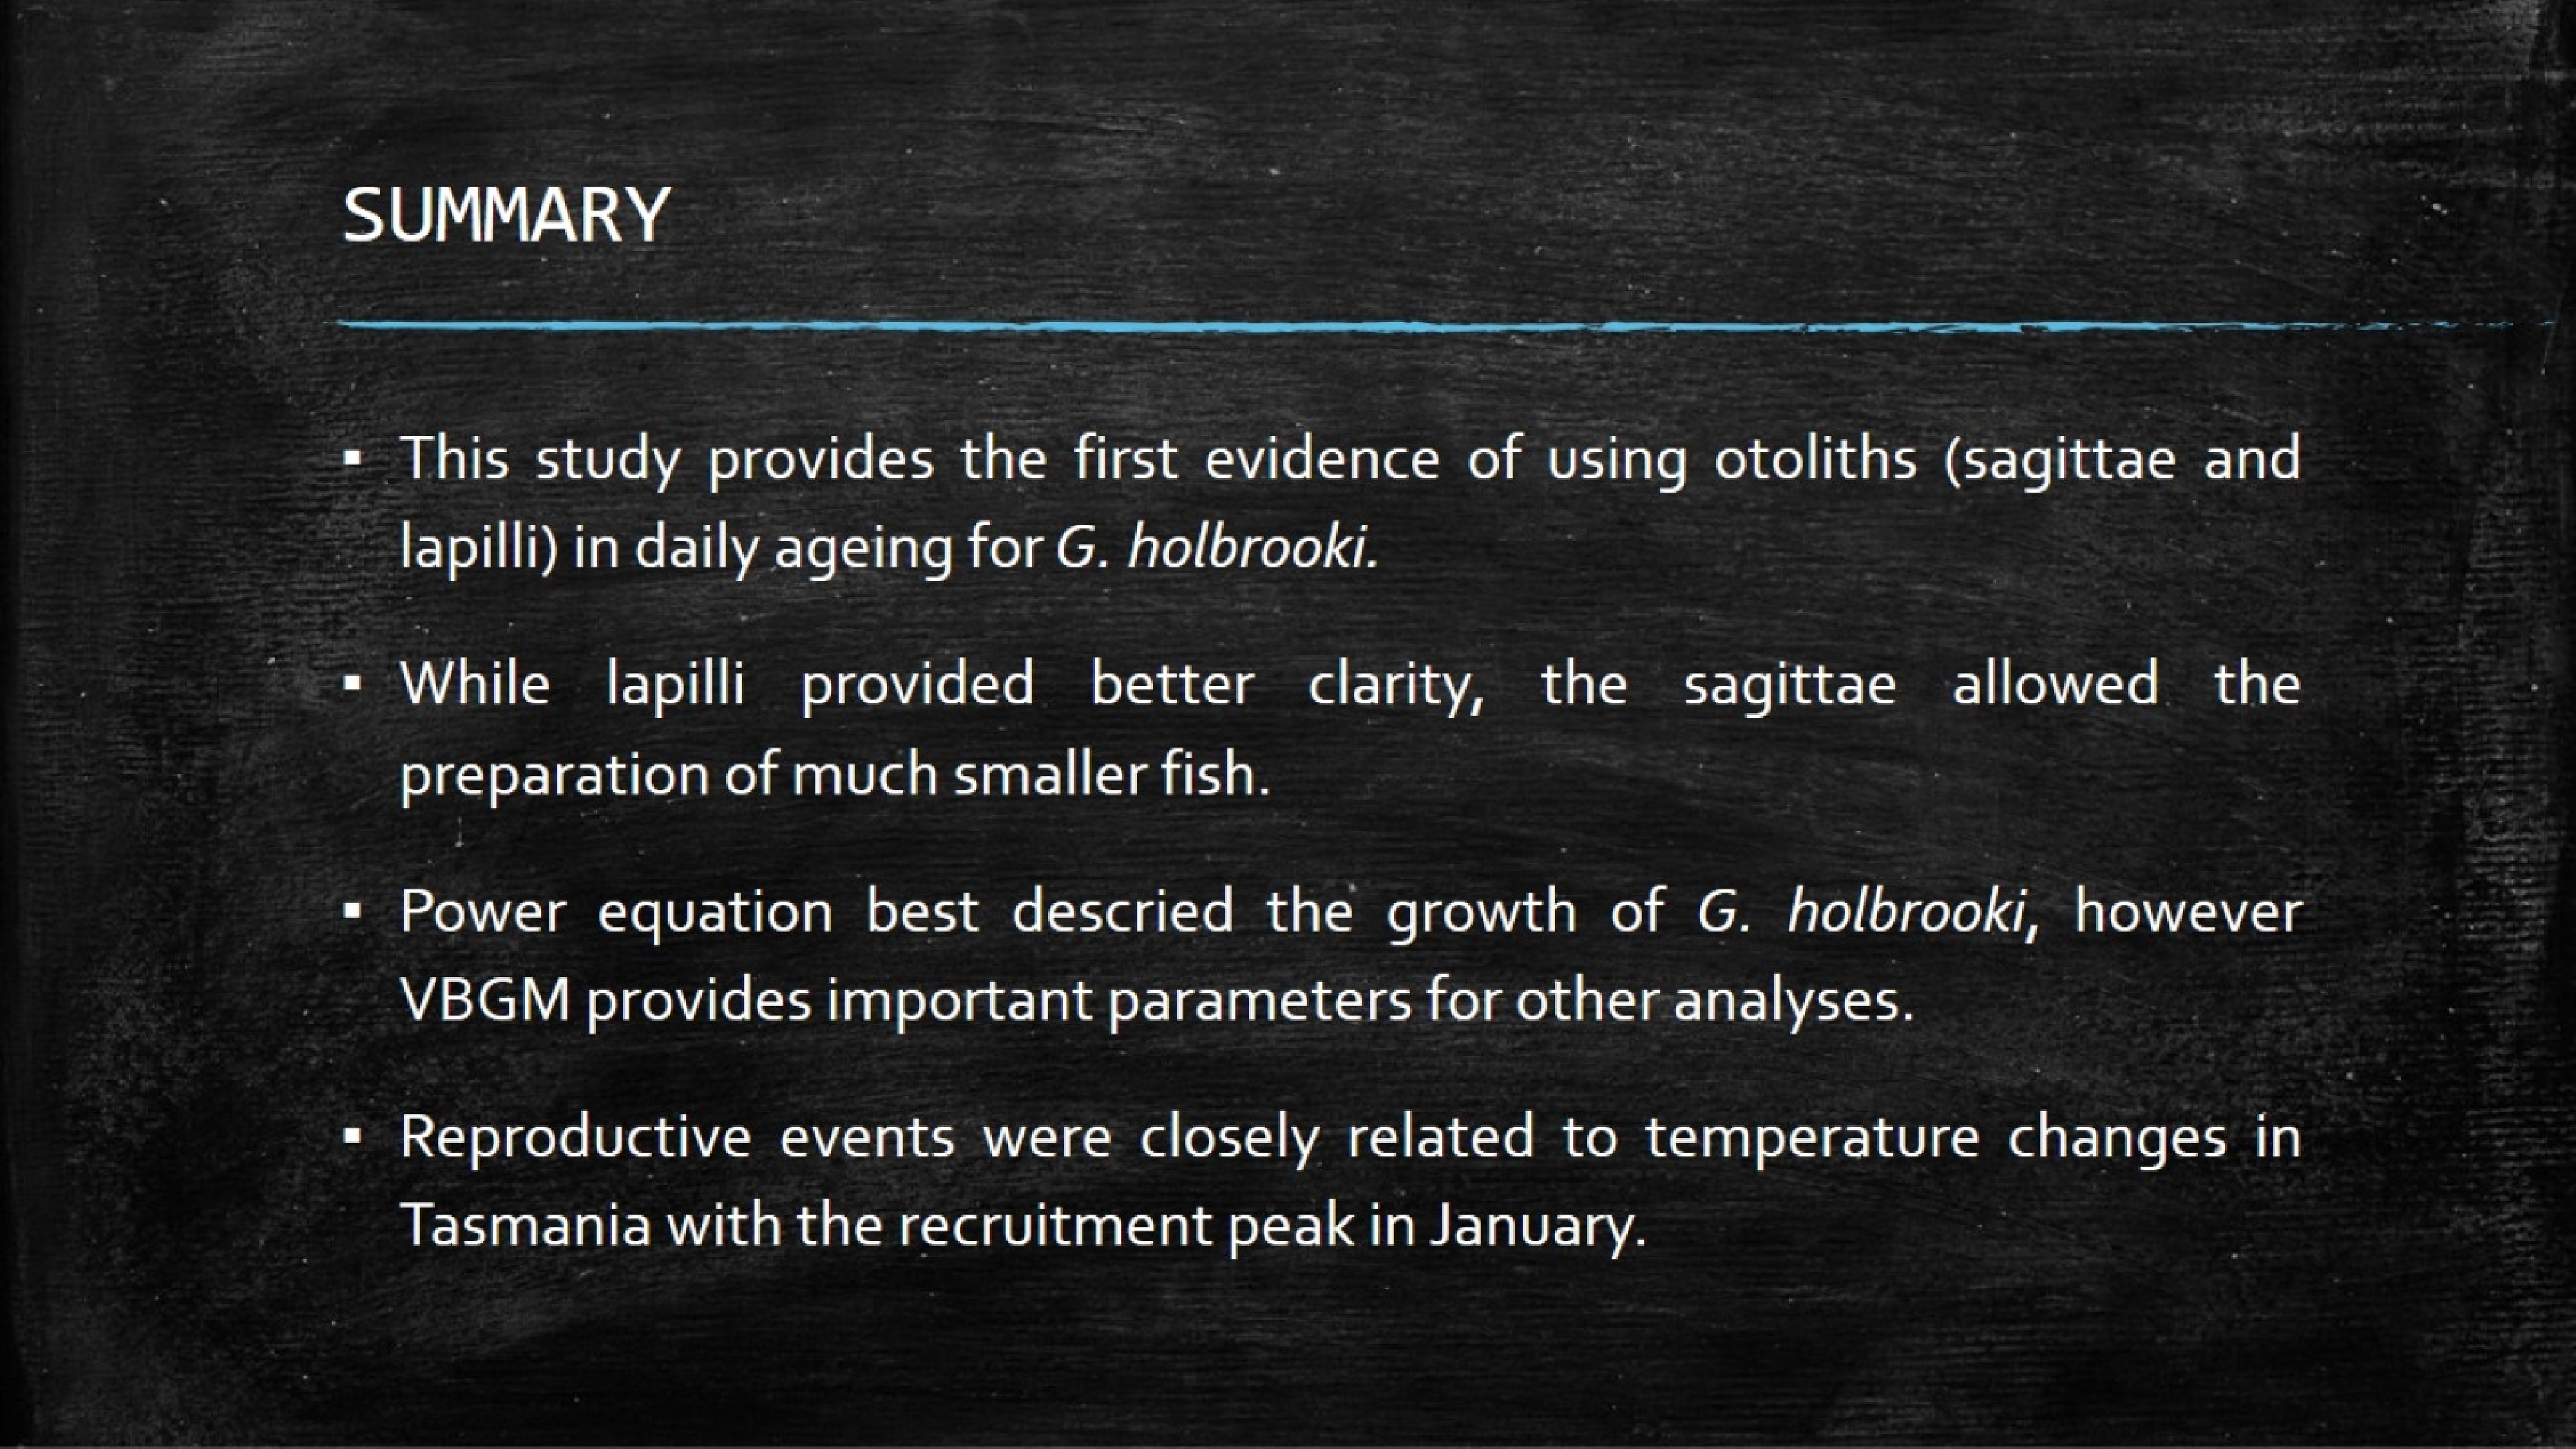 SUMMARY
▪ This study provides the first evidence of using otoliths (sagittae and
lapilli) in daily ageing for G. holbrooki.
▪ While lapilli provided better clarity, the sagittae allowed the
preparation of much smaller fish.
▪ Power equation best descried the growth of G. holbrooki, however
VBGM provides important parameters for other analyses.
▪ Reproductive events were closely related to temperature changes in
Tasmania with the recruitment peak in January.